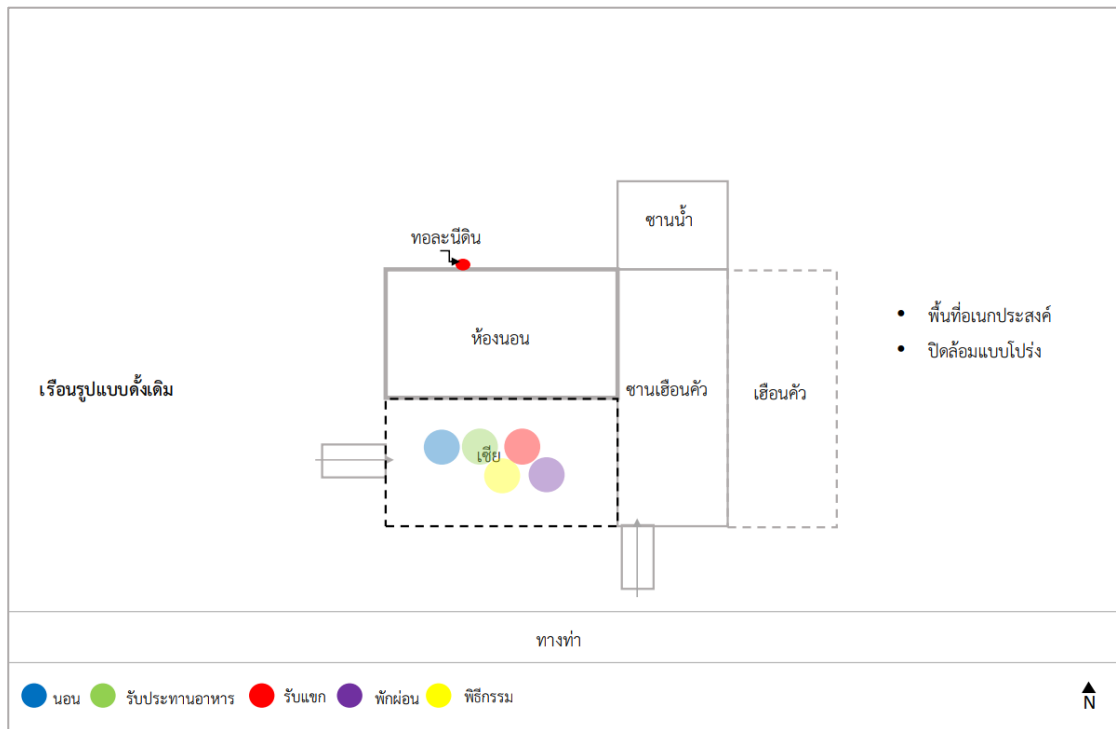 ซานน้ำ
ทอละนีดิน
ห้องนอน
• พื้นที่อเนกประสงค์
• ปิดล้อมแบบโปร่ง
เรือนรูปแบบดั้งเดิม
ซานเฮือนคัว
เฮือนคัว
เซีย
ทางท่า
นอน รับประทานอาหาร รับแขก พักผ่อน พิธีกรรม
N